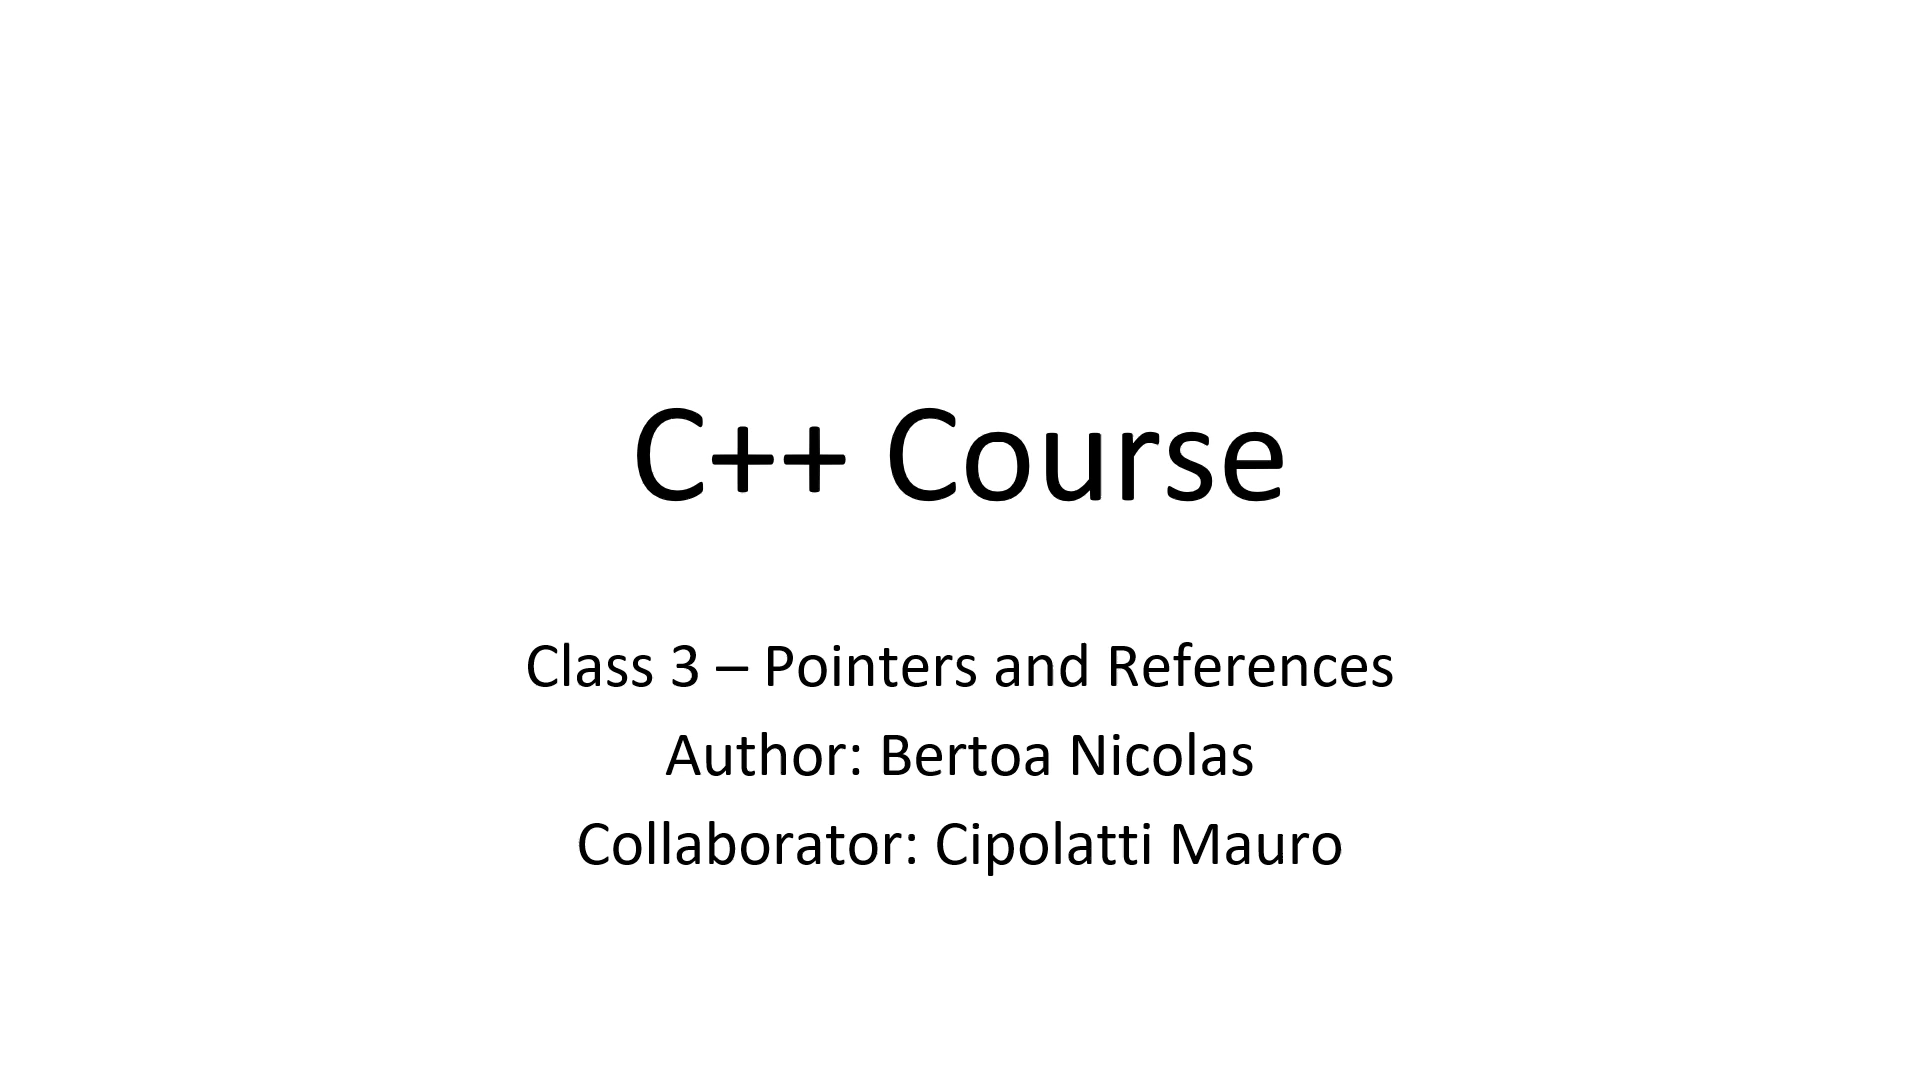 C++ Course
Class 3 – Pointers and References
Author: Bertoa Nicolas
Collaborator: Cipolatti Mauro